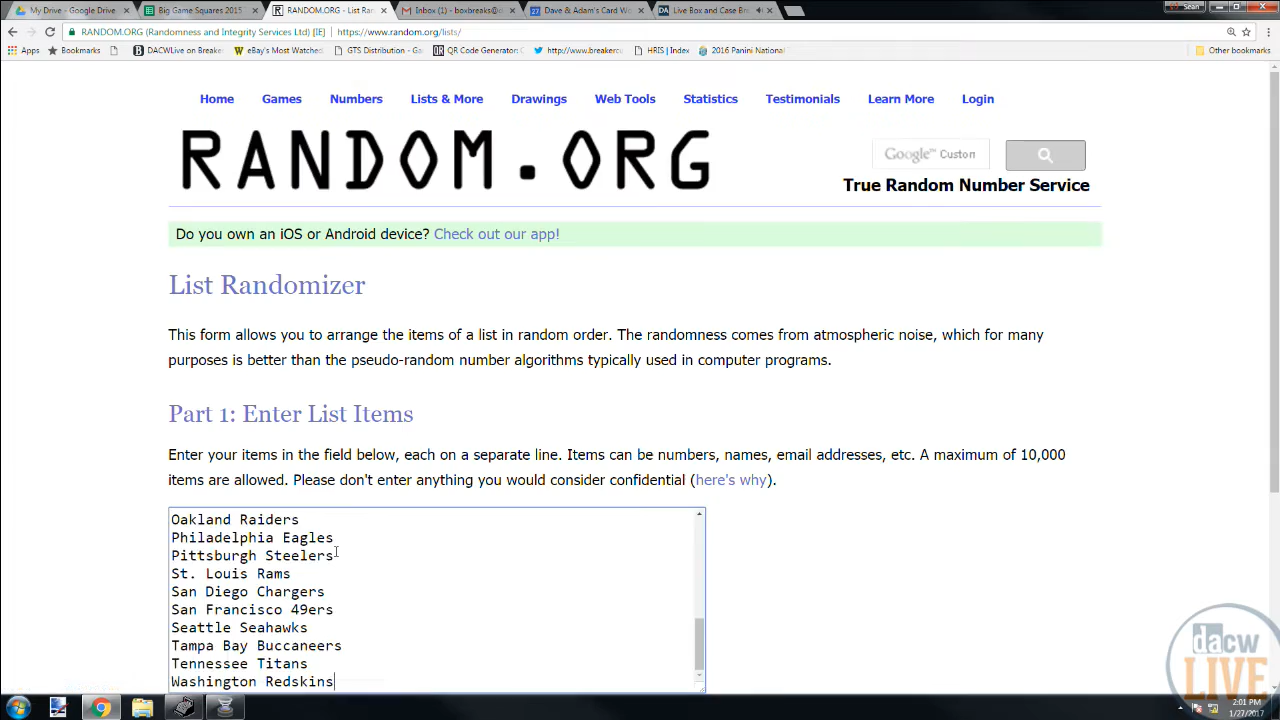 My Drive - Google Drive
Big Game Squares 2015
RANDOM.ORG - List Ran
Inbox (1) - boxbreaks@d
Dave & Adam's Card Wo
Live Box and Case Br
Sean
RANDOM.ORG (Randomness and Integrity Services Ltd) [IE]
https://www.random.org/lists/
Apps
Bookmarks
DACWLive on Breake
eBay's Most Watched
GTS Distribution - Ga
QR Code Generator:
http://www.breakerc
HRIS | Index
2016 Panini National
Other bookmarks
Home
Games
Numbers
Lists & More
Drawings
Web Tools
Statistics
Testimonials
Learn More
Login
RANDOM.ORG
Google™ Custom
True Random Number Service
Do you own an iOS or Android device? Check out our app!
List Randomizer
This form allows you to arrange the items of a list in random order. The randomness comes from atmospheric noise, which for many
purposes is better than the pseudo-random number algorithms typically used in computer programs.
Part 1: Enter List Items
Enter your items in the field below, each on a separate line. Items can be numbers, names, email addresses, etc. A maximum of 10,000
items are allowed. Please don't enter anything you would consider confidential (here's why).
Oakland Raiders
Philadelphia Eagles
Pittsburgh Steelers
St. Louis Rams
San Diego Chargers
San Francisco 49ers
Seattle Seahawks
Tampa Bay Buccaneers
Tennessee Titans
Washington Redskins
dacw
LIVE
2:01 PM
1/27/2017